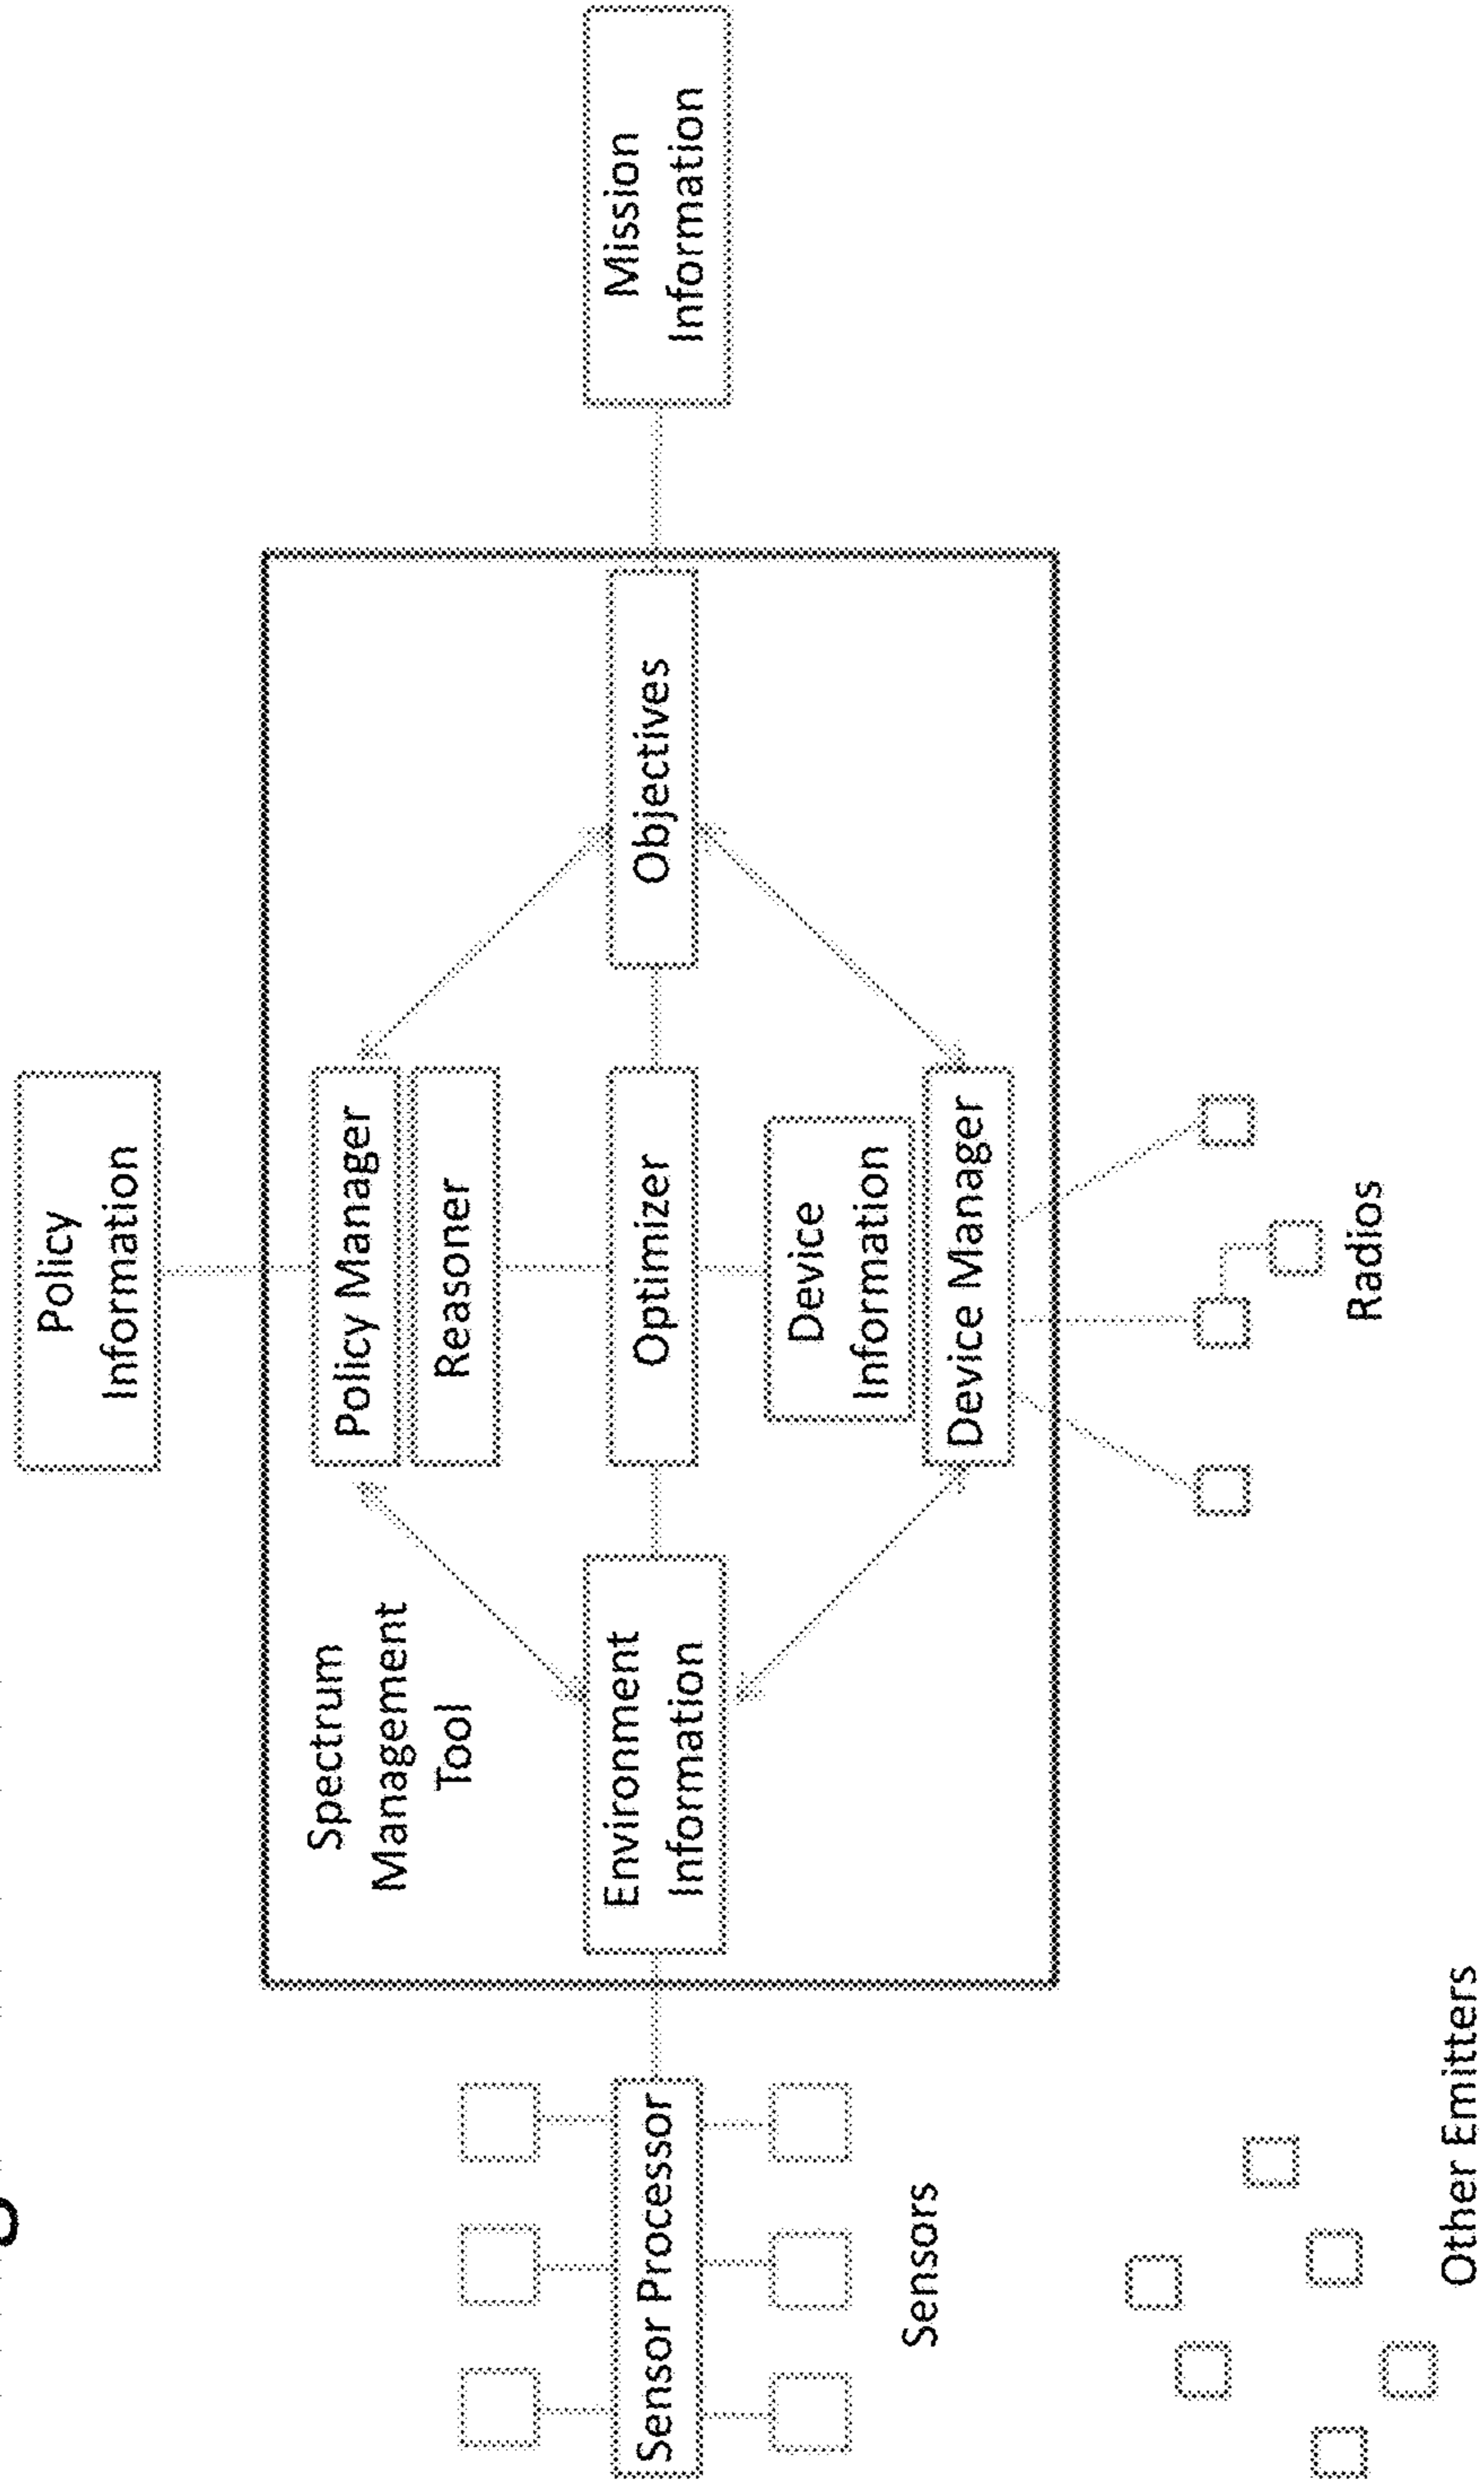 Policy
Information
Spectrum
Management
Tool
Policy Manager
Reasoner
Sensor Processor
Environment
Information
Optimizer
Objectives
Mission
Information
Device
Information
Device Manager
Sensors
Radios
Other Emitters